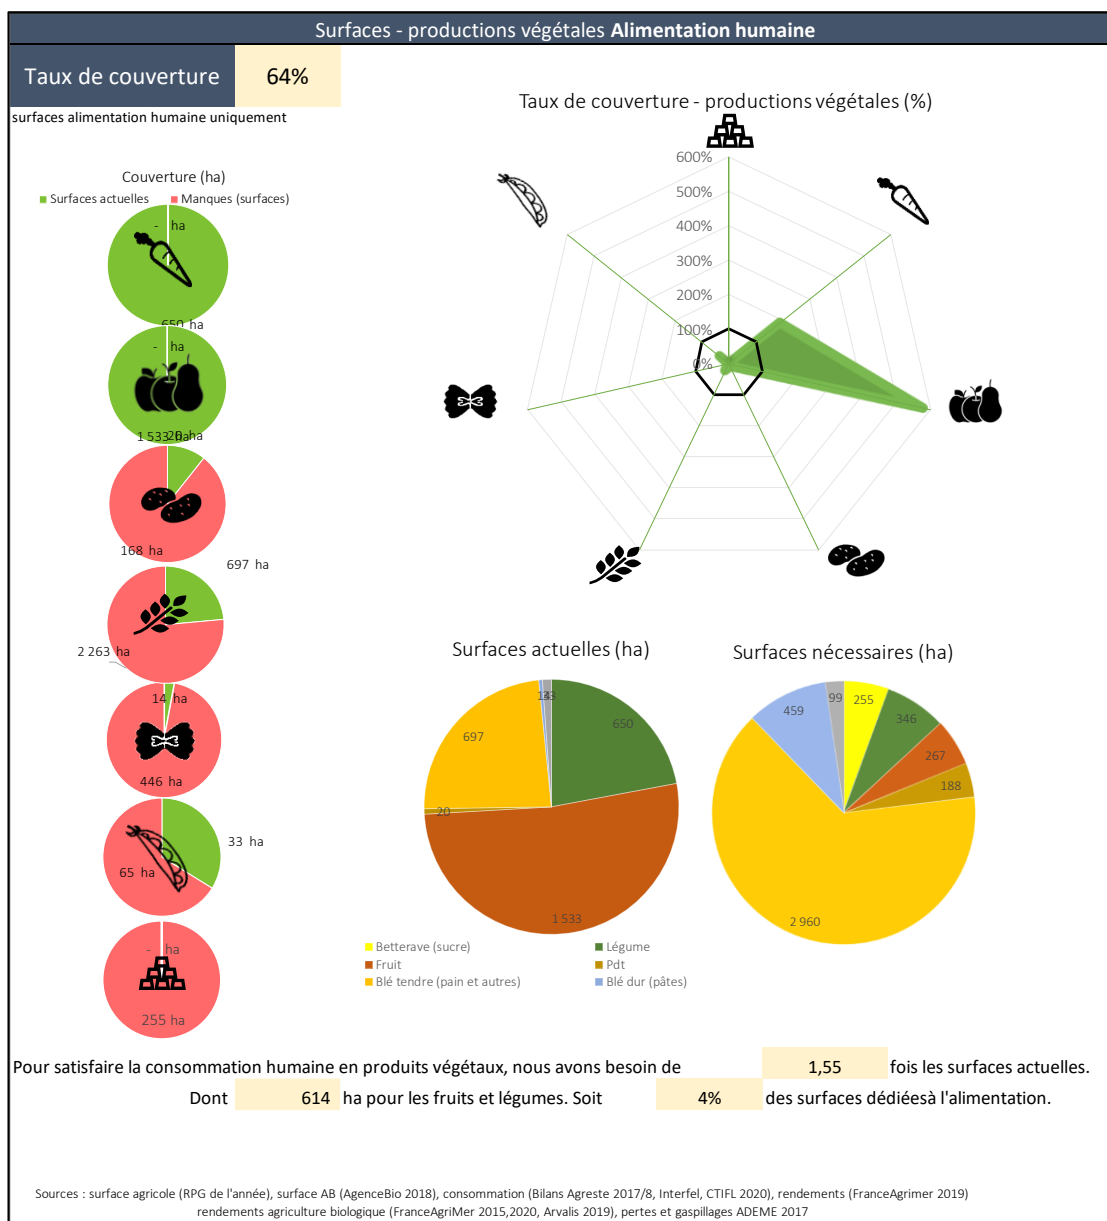 Surfaces - productions végétales Alimentation humaine
Taux de couverture 64%
surfaces alimentation humaine uniquement
Couverture (ha)
Surfaces actuelles Manques (surfaces)
- ha
650 ha
- ha
1 533 ha
20 ha
168 ha
697 ha
2 263 ha
14 ha
446 ha
33 ha
65 ha
- ha
255 ha
Taux de couverture - productions végétales (%)
600%
500%
400%
300%
200%
100%
0%
Surfaces actuelles (ha)
14
33
650
697
20
1 533
Surfaces nécessaires (ha)
99
255
459
346
267
188
2 960
Betterave (sucre) Légume
Fruit Pdt
Blé tendre (pain et autres) Blé dur (pâtes)
Pour satisfaire la consommation humaine en produits végétaux, nous avons besoin de 1,55 fois les surfaces actuelles.
Dont 614 ha pour les fruits et légumes. Soit 4% des surfaces dédiéesà l'alimentation.
Sources : surface agricole (RPG de l'année), surface AB (AgenceBio 2018), consommation (Bilans Agreste 2017/8, Interfel, CTIFL 2020), rendements (FranceAgrimer 2019)
rendements agriculture biologique (FranceAgriMer 2015,2020, Arvalis 2019), pertes et gaspillages ADEME 2017